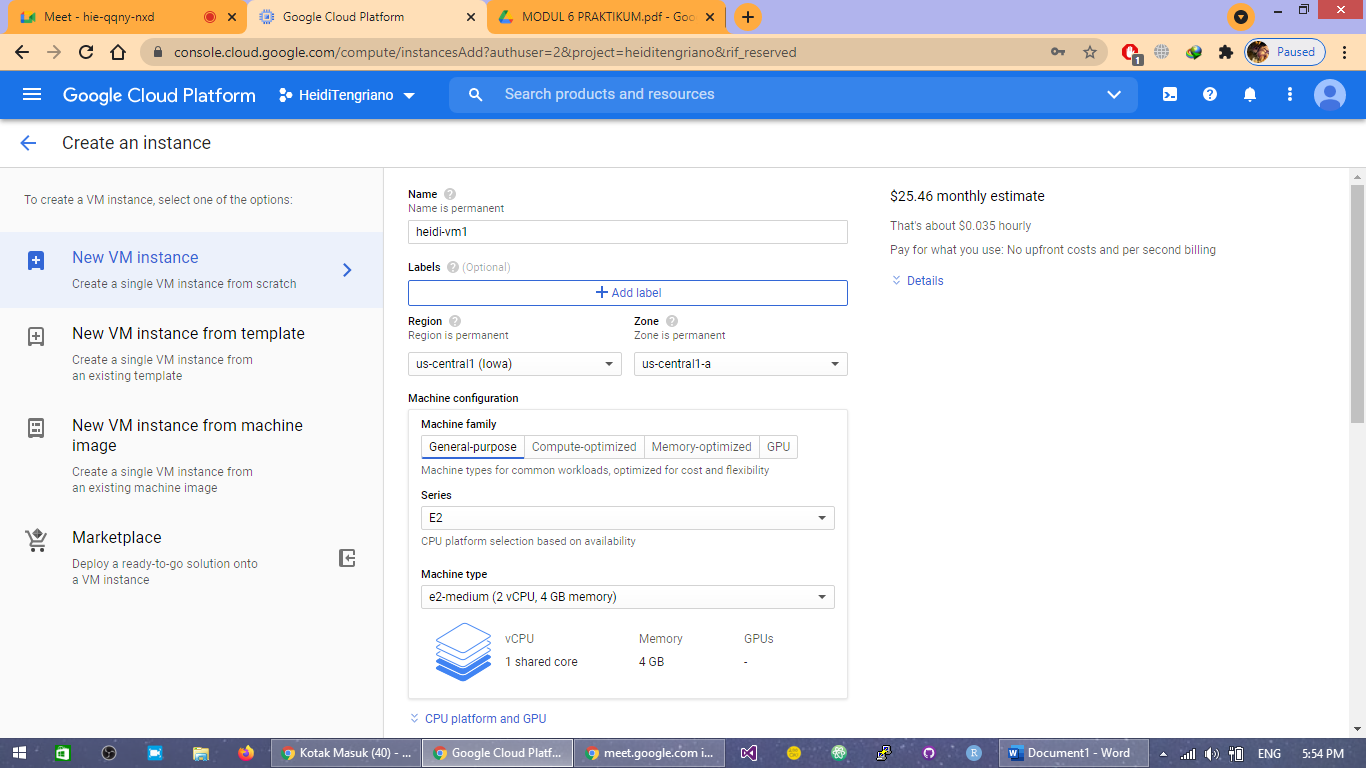 Meet - hie-qqny-nxd
Google Cloud Platform
MODUL 6 PRAKTIKUM.pdf - Goo
console.cloud.google.com/compute/instancesAdd?authuser=2&project=heiditengriano&rif_reserved
1
Paused
Google Cloud Platform
HeidiTengriano
Search products and resources
Create an instance
To create a VM instance, select one of the options:
New VM instance
Create a single VM instance from scratch
New VM instance from template
Create a single VM instance from
an existing template
New VM instance from machine
image
Create a single VM instance from
an existing machine image
Marketplace
Deploy a ready-to-go solution onto
a VM instance
Name
Name is permanent
heidi-vm1
Labels (Optional)
Add label
Region
Region is permanent
us-central1 (Iowa)
Zone
Zone is permanent
us-central1-a
Machine configuration
Machine family
General-purpose Compute-optimized Memory-optimized GPU
Machine types for common workloads, optimized for cost and flexibility
Series
E2
CPU platform selection based on availability
Machine type
e2-medium (2 vCPU, 4 GB memory)
vCPU Memory GPUs
1 shared core 4 GB -
CPU platform and GPU
$25.46 monthly estimate
That's about $0.035 hourly
Pay for what you use: No upfront costs and per second billing
Details
Kotak Masuk (40) - ...
Google Cloud Platf...
meet.google.com i...
Document1 - Word
ENG
5:54 PM